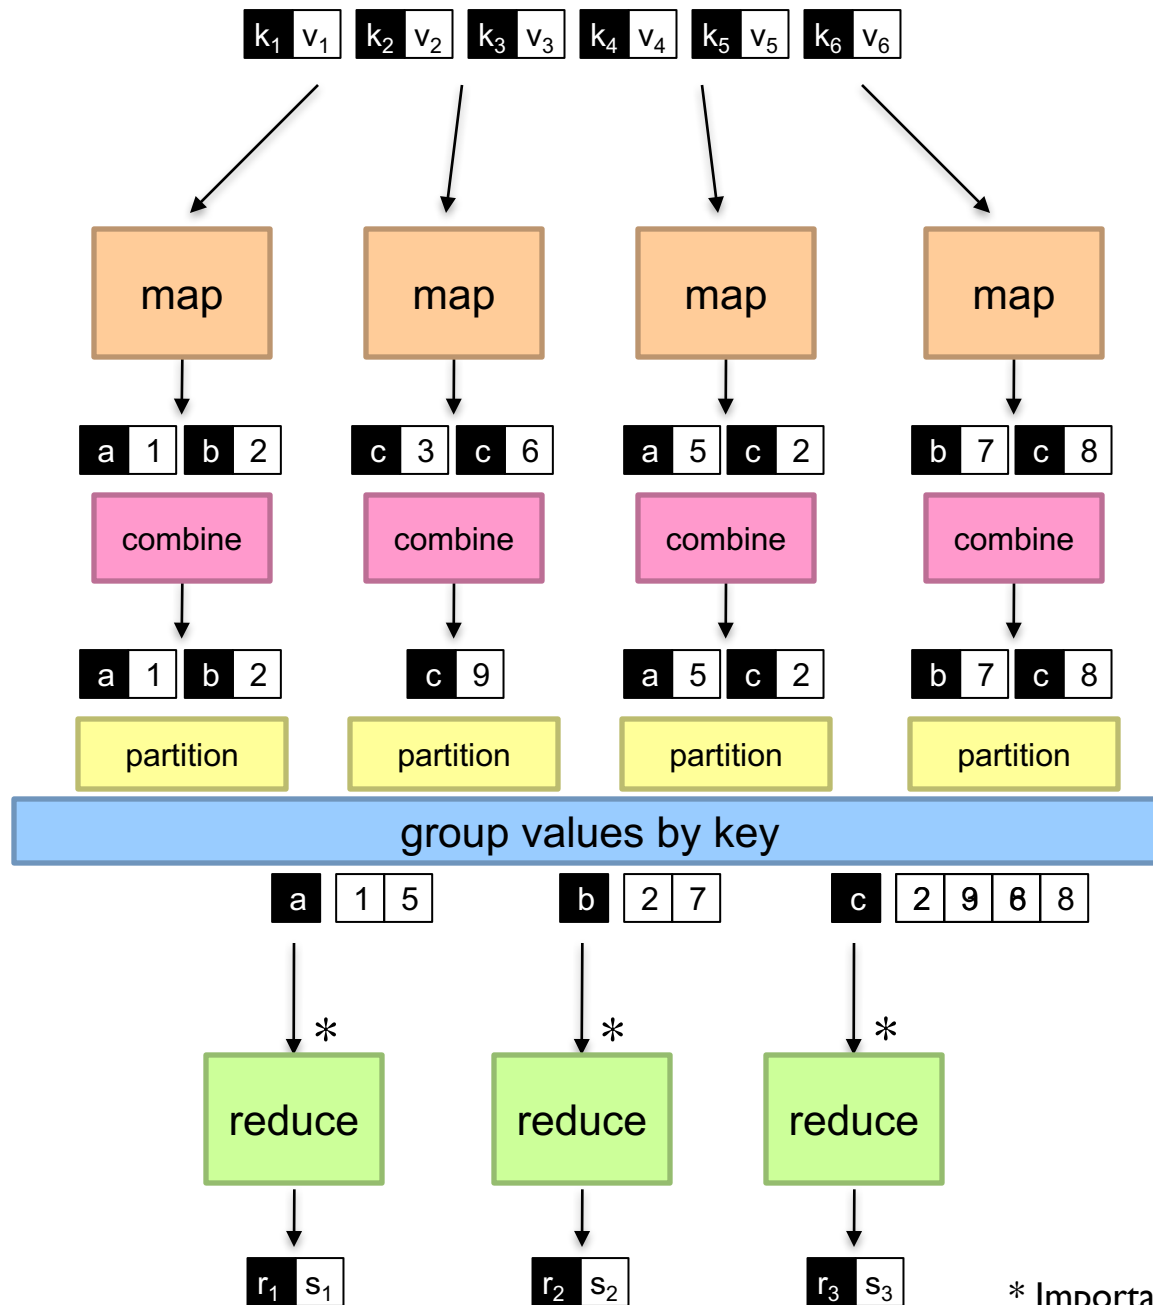 k₁ v₁ k₂ v₂ k₃ v₃ k₄ v₄ k₅ v₅ k₆ v₆
map map map map
a 1 b 2 c 3 c 6 a 5 c 2 b 7 c 8
combine combine combine combine
a 1 b 2 c 9 a 5 c 2 b 7 c 8
partition partition partition partition
group values by key
a 1 5 b 2 7 c 2 8
* * *
reduce reduce reduce
r₁ s₁ r₂ s₂ r₃ s₃
*